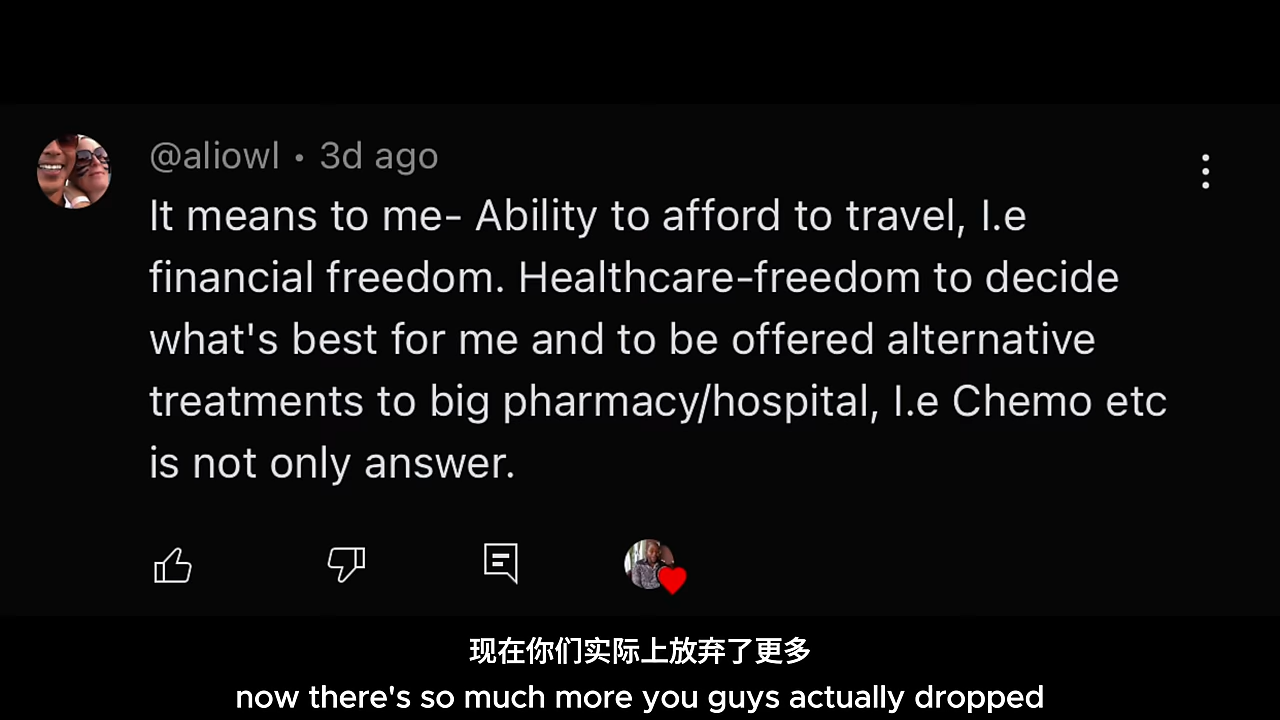 @aliowl • 3d ago
It means to me- Ability to afford to travel, I.e
financial freedom. Healthcare-freedom to decide
what's best for me and to be offered alternative
treatments to big pharmacy/hospital, I.e Chemo etc
is not only answer.
现在你们实际上放弃了更多
now there's so much more you guys actually dropped